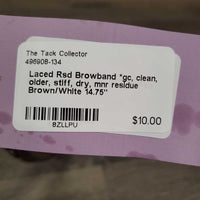 The Tack Collector
496908-134
Laced Rsd Browband *gc, clean,
older, stiff, dry, mnr residue
Brown/White 14.75"
BZLLPU
$10.00